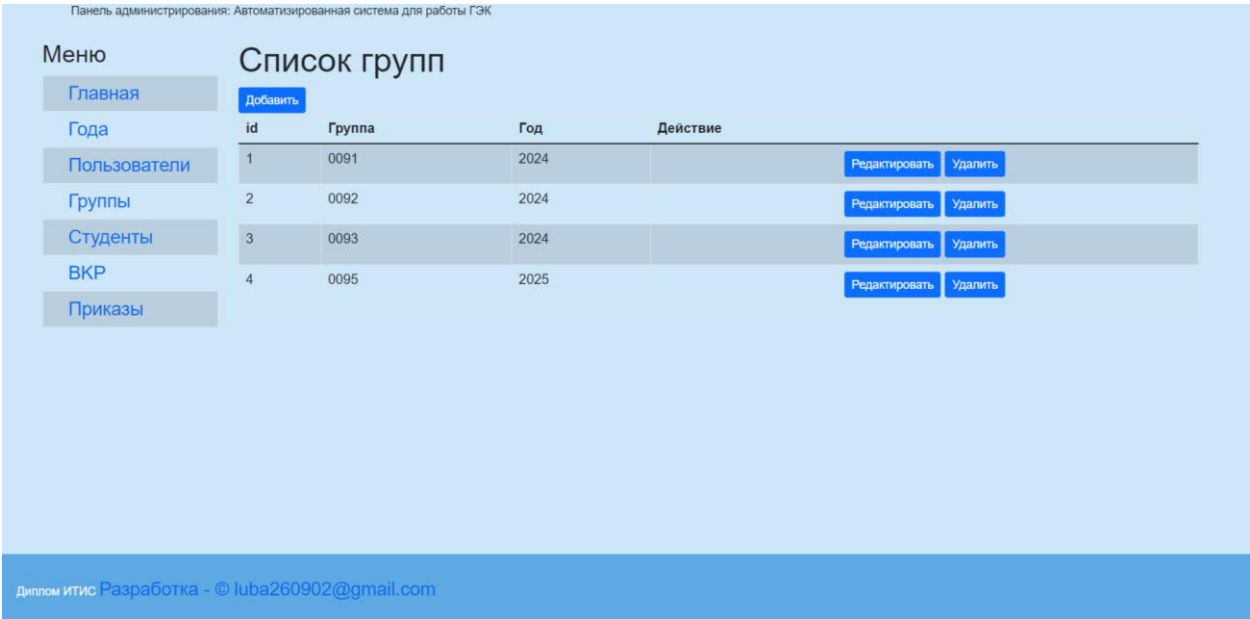 Панель администрирования: Автоматизированная система для работы ГЭК
Меню
Главная
Года
Пользователи
Группы
Студенты
ВКР
Приказы
Список групп
Добавить
id Группа Год Действие
1 0091 2024 Редактировать Удалить
2 0092 2024 Редактировать Удалить
3 0093 2024 Редактировать Удалить
4 0095 2025 Редактировать Удалить
Диплом ИТИС Разработка - © luba260902@gmail.com